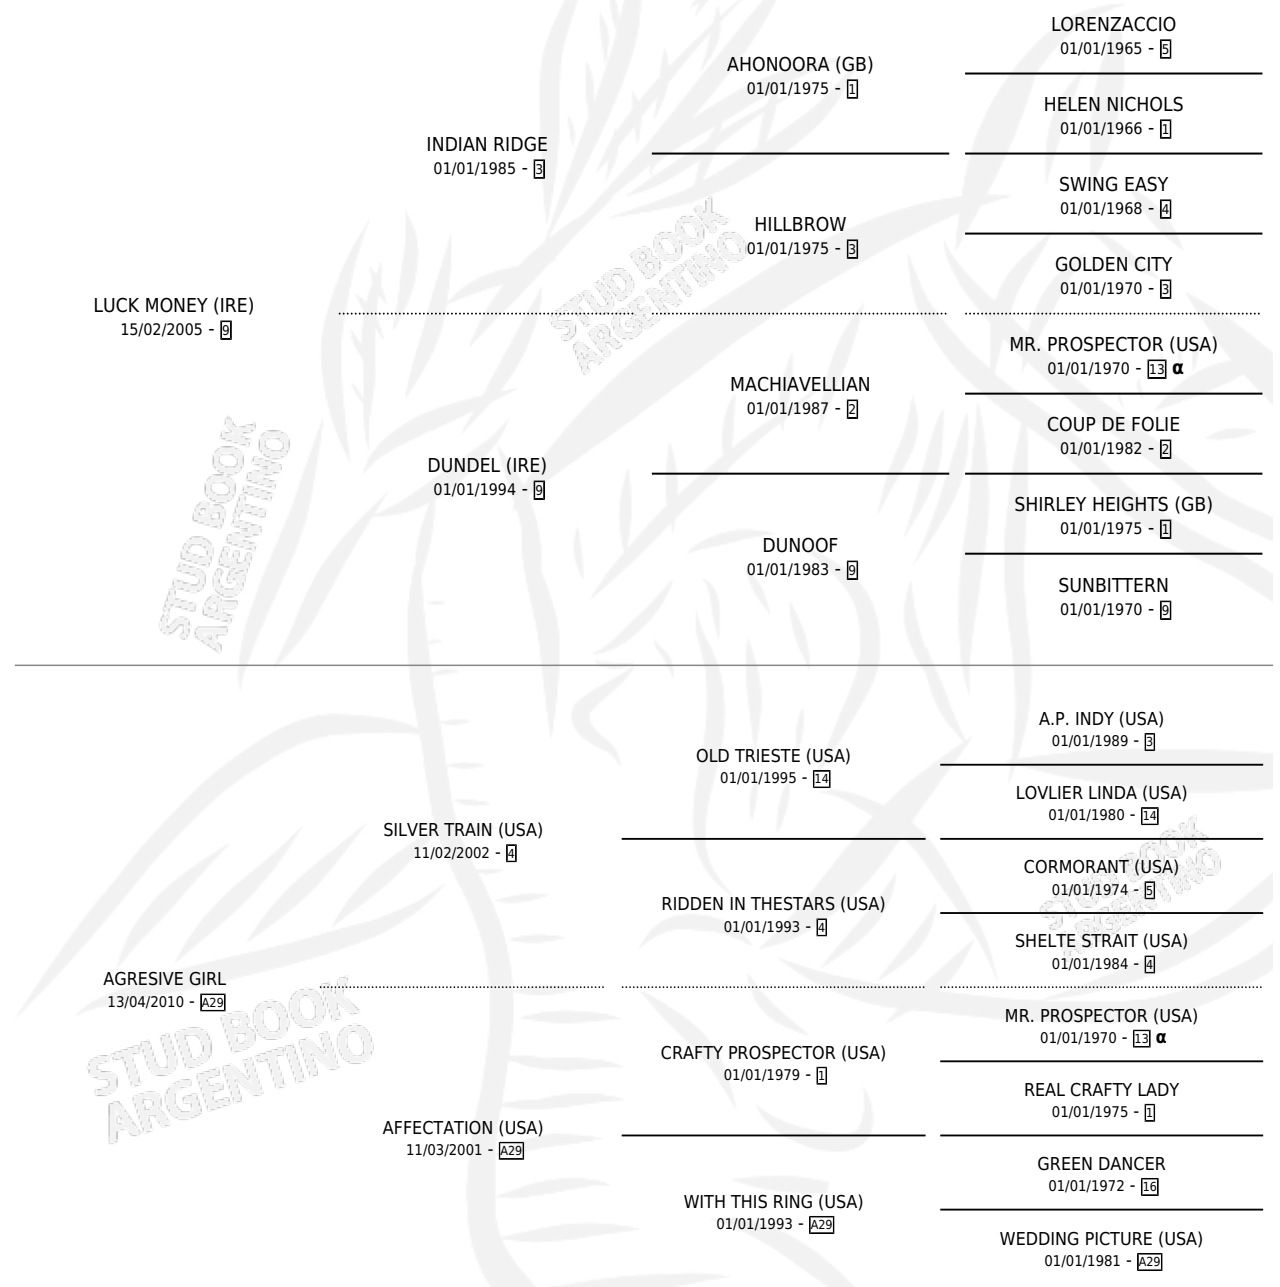 LORENZACCIO
01/01/1965 - 5
AHONOORA (GB)
01/01/1975 - 1
HELEN NICHOLS
01/01/1966 - 1
INDIAN RIDGE
01/01/1985 - 3
SWING EASY
01/01/1968 - 4
HILLBROW
01/01/1975 - 3
GOLDEN CITY
01/01/1970 - 3
LUCK MONEY (IRE)
15/02/2005 - 9
MR. PROSPECTOR (USA)
01/01/1970 - 13 α
MACHIAVELLIAN
01/01/1987 - 2
COUP DE FOLIE
01/01/1982 - 2
DUNDEL (IRE)
01/01/1994 - 9
SHIRLEY HEIGHTS (GB)
01/01/1975 - 1
DUNOOF
01/01/1983 - 9
SUNBITTERN
01/01/1970 - 9
STUD BOOK
ARGENTINO
STUD BOOK
ARGENTINO
A.P. INDY (USA)
01/01/1989 - 3
OLD TRIESTE (USA)
01/01/1995 - 14
LOVLIER LINDA (USA)
01/01/1980 - 14
SILVER TRAIN (USA)
11/02/2002 - 4
CORMORANT (USA)
01/01/1974 - 5
RIDDEN IN THESTARS (USA)
01/01/1993 - 4
SHELTE STRAIT (USA)
01/01/1984 - 4
AGRESIVE GIRL
13/04/2010 - A29
MR. PROSPECTOR (USA)
01/01/1970 - 13 α
CRAFTY PROSPECTOR (USA)
01/01/1979 - 1
REAL CRAFTY LADY
01/01/1975 - 1
AFFECTATION (USA)
11/03/2001 - A29
GREEN DANCER
01/01/1972 - 16
WITH THIS RING (USA)
01/01/1993 - A29
WEDDING PICTURE (USA)
01/01/1981 - A29
STUD BOOK
ARGENTINO
STUD BOOK
ARGENTINO